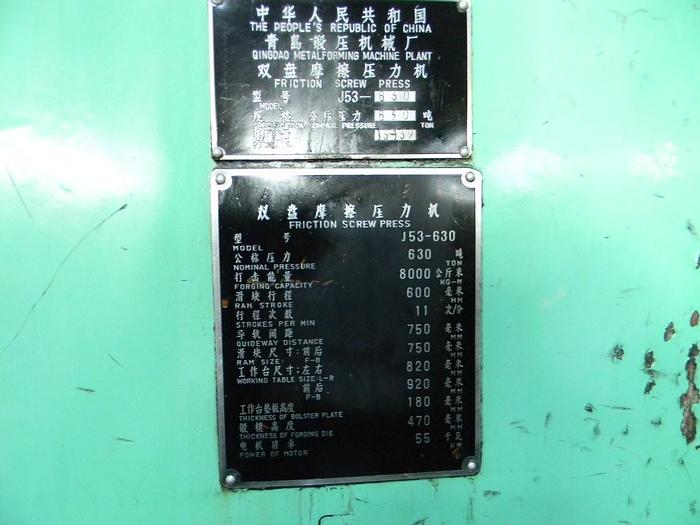 中华人民共和国
THE PEOPLE'S REPUBLIC OF CHINA
青岛锻压机械厂
QINGDAO METALFORMING MACHINE PLANT
双盘摩擦压力机
FRICTION SCREW PRESS
型 号 J53-630
MODEL
规 格 公称压力 630 吨
NOMINAL PRESSURE TON
双盘摩擦压力机
FRICTION SCREW PRESS
型 号 J53-630
MODEL
公称压力 630 吨
NOMINAL PRESSURE TON
打击能量 8000 公斤米
FORGING CAPACITY KG-M
滑块行程 600 毫米
RAM STROKE MM
行程次数 11 次/分
STROKES PER MIN
导轨间距 750 毫米
GUIDEWAY DISTANCE MM
滑块尺寸:前后 750 毫米
RAM SIZE: F-B MM
工作台尺寸:左右 820 毫米
WORKING TABLE SIZE:L-R MM
前后 920 毫米
F-B MM
工作台垫板高度 180 毫米
THICKNESS OF BOLSTER PLATE MM
锻模高度 470 毫米
THICKNESS OF FORGING DIE MM
电机功率 55 千瓦
POWER OF MOTOR KW